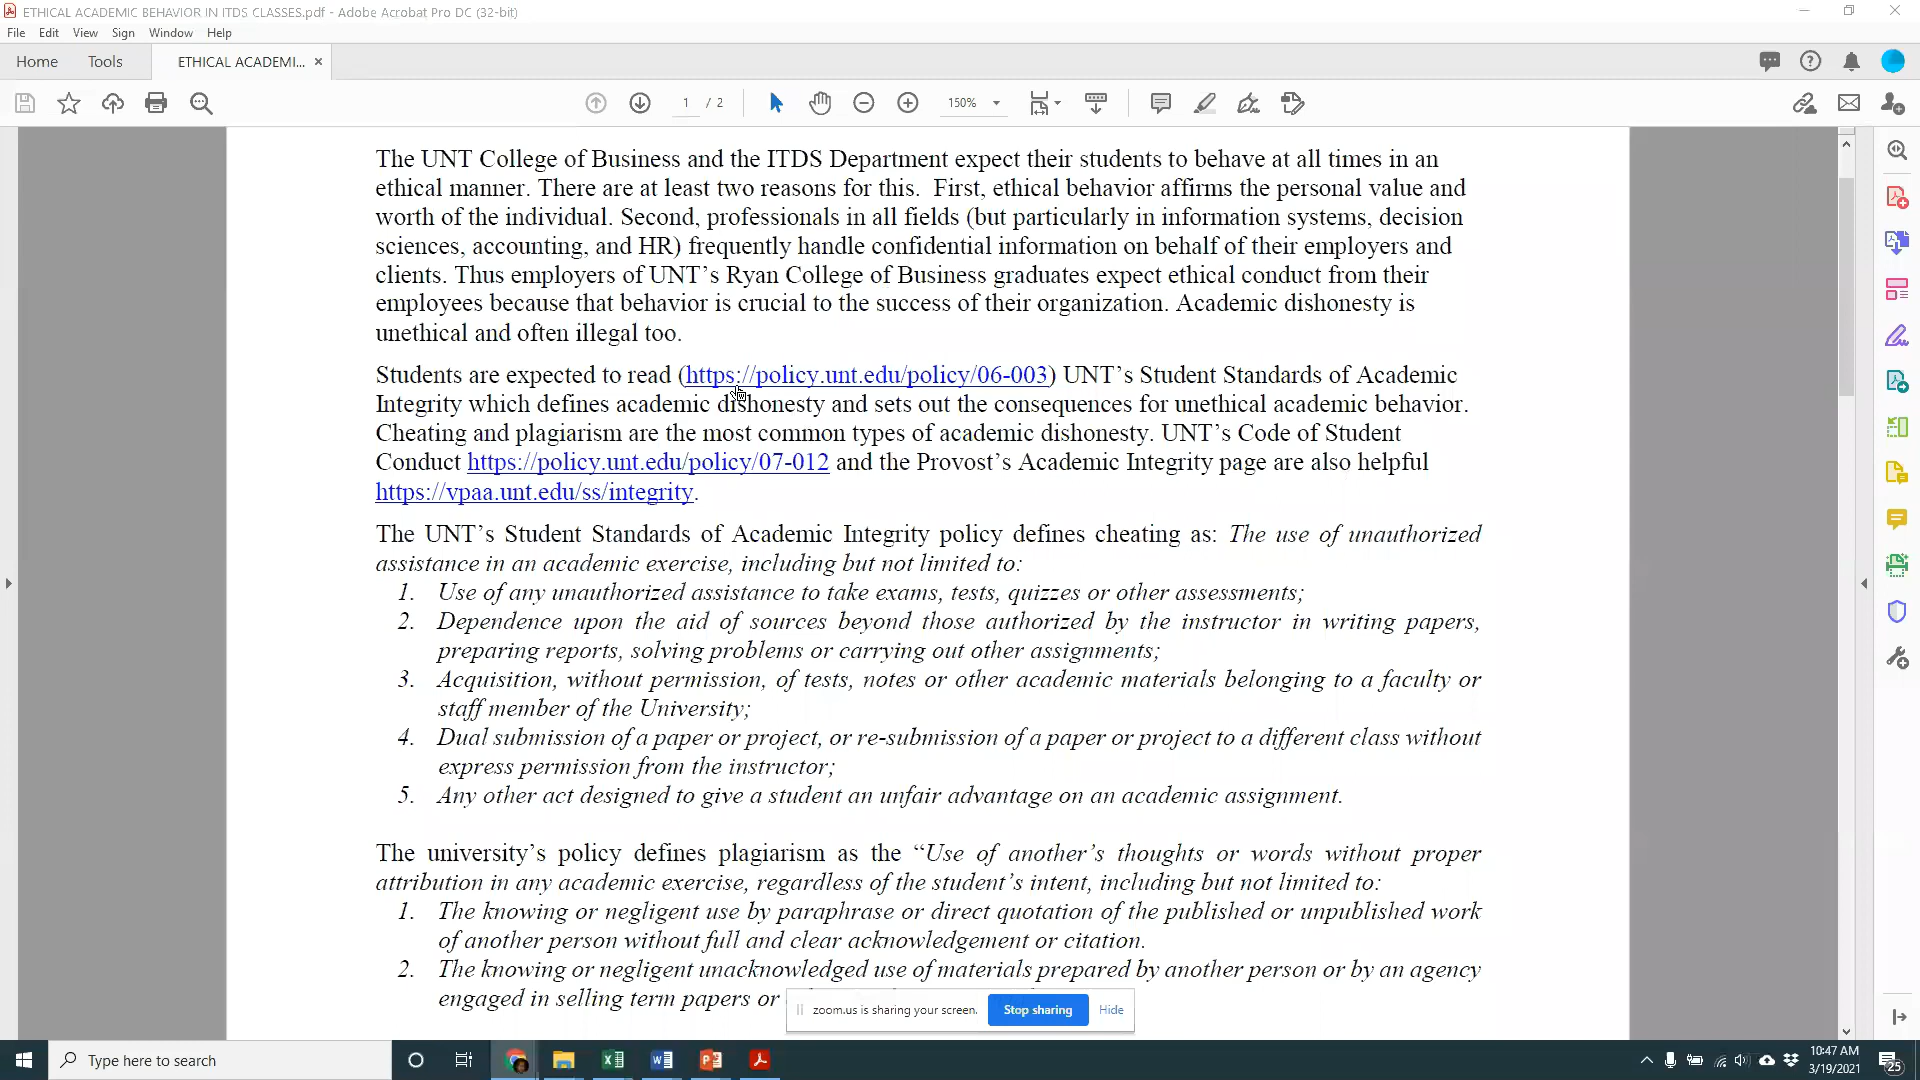 ETHICAL ACADEMIC BEHAVIOR IN ITDS CLASSES.pdf - Adobe Acrobat Pro DC (32-bit)
File Edit View Sign Window Help
Home Tools ETHICAL ACADEMI... ×
1 / 2 150%
The UNT College of Business and the ITDS Department expect their students to behave at all times in an
ethical manner. There are at least two reasons for this.  First, ethical behavior affirms the personal value and
worth of the individual. Second, professionals in all fields (but particularly in information systems, decision
sciences, accounting, and HR) frequently handle confidential information on behalf of their employers and
clients. Thus employers of UNT’s Ryan College of Business graduates expect ethical conduct from their
employees because that behavior is crucial to the success of their organization. Academic dishonesty is
unethical and often illegal too.
Students are expected to read (https://policy.unt.edu/policy/06-003) UNT’s Student Standards of Academic
Integrity which defines academic dishonesty and sets out the consequences for unethical academic behavior.
Cheating and plagiarism are the most common types of academic dishonesty. UNT’s Code of Student
Conduct https://policy.unt.edu/policy/07-012 and the Provost’s Academic Integrity page are also helpful
https://vpaa.unt.edu/ss/integrity.
The UNT’s Student Standards of Academic Integrity policy defines cheating as: The use of unauthorized
assistance in an academic exercise, including but not limited to:
1. Use of any unauthorized assistance to take exams, tests, quizzes or other assessments;
2. Dependence upon the aid of sources beyond those authorized by the instructor in writing papers,
preparing reports, solving problems or carrying out other assignments;
3. Acquisition, without permission, of tests, notes or other academic materials belonging to a faculty or
staff member of the University;
4. Dual submission of a paper or project, or re-submission of a paper or project to a different class without
express permission from the instructor;
5. Any other act designed to give a student an unfair advantage on an academic assignment.
The university’s policy defines plagiarism as the “Use of another’s thoughts or words without proper
attribution in any academic exercise, regardless of the student’s intent, including but not limited to:
1. The knowing or negligent use by paraphrase or direct quotation of the published or unpublished work
of another person without full and clear acknowledgement or citation.
2. The knowing or negligent unacknowledged use of materials prepared by another person or by an agency
engaged in selling term papers or
zoom.us is sharing your screen. Stop sharing Hide
Type here to search
10:47 AM
3/19/2021
25